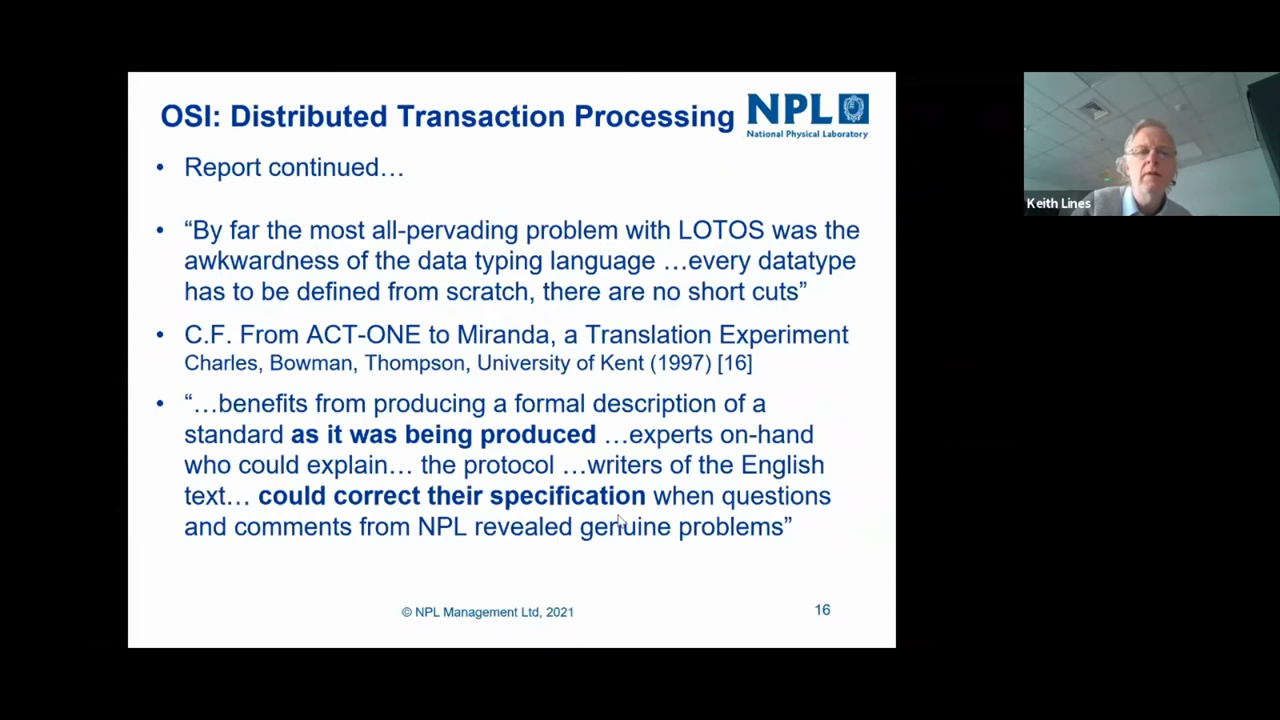 OSI: Distributed Transaction Processing
NPL
National Physical Laboratory
• Report continued…
• “By far the most all-pervading problem with LOTOS was the
awkwardness of the data typing language …every datatype
has to be defined from scratch, there are no short cuts”
• C.F. From ACT-ONE to Miranda, a Translation Experiment
Charles, Bowman, Thompson, University of Kent (1997) [16]
• “…benefits from producing a formal description of a
standard as it was being produced …experts on-hand
who could explain… the protocol …writers of the English
text… could correct their specification when questions
and comments from NPL revealed genuine problems”
© NPL Management Ltd, 2021
16
Keith Lines